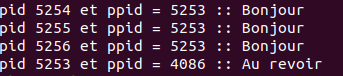 pid 5254 et ppid = 5253 :: Bonjour
pid 5255 et ppid = 5253 :: Bonjour
pid 5256 et ppid = 5253 :: Bonjour
pid 5253 et ppid = 4086 :: Au revoir